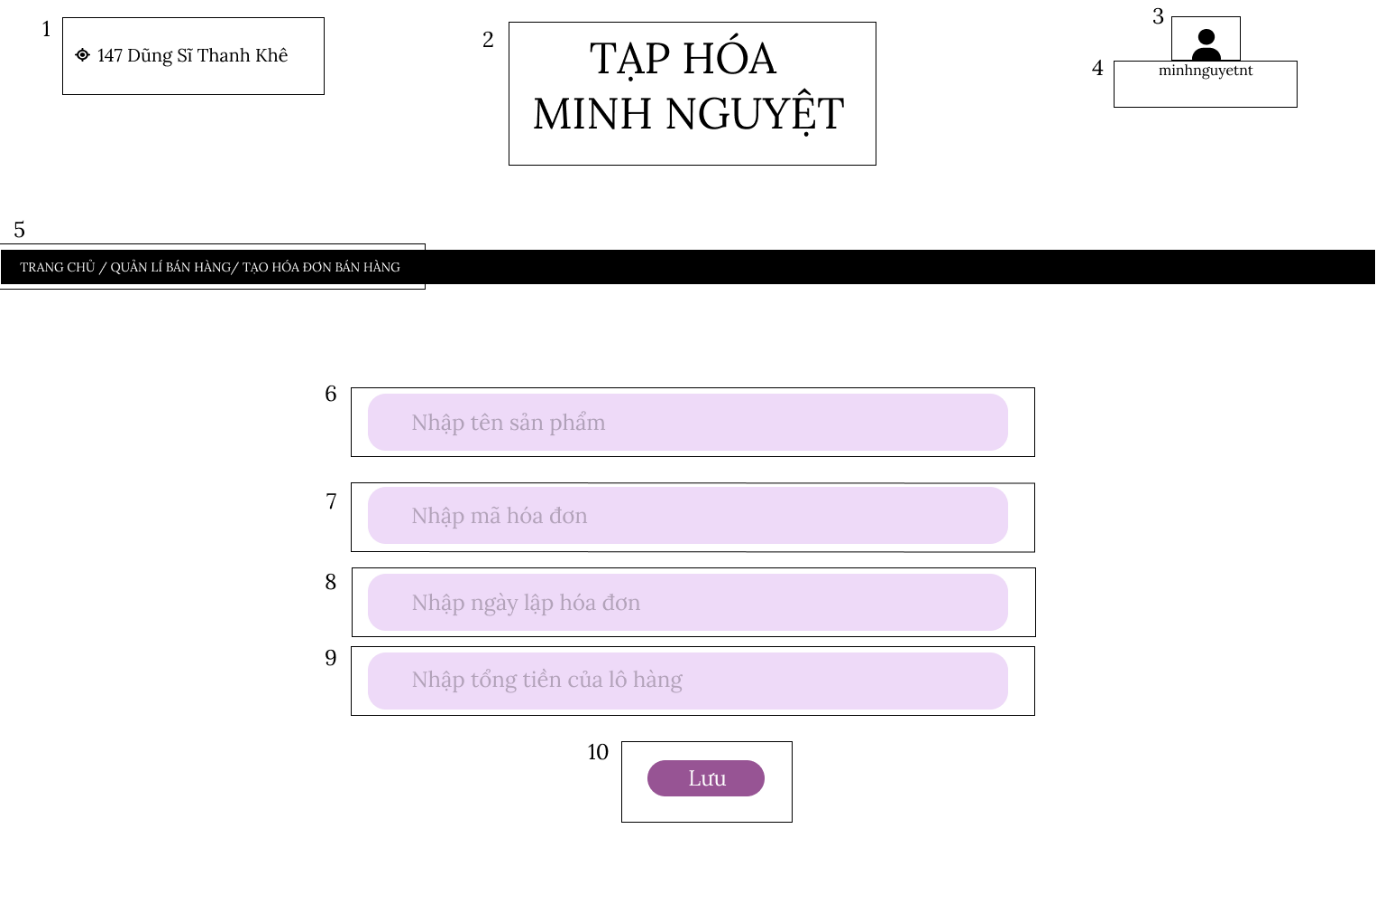 1
147 Dũng Sĩ Thanh Khê
2
TẠP HÓA
MINH NGUYỆT
3
4
minhnguyetnt
5
TRANG CHỦ / QUẢN LÍ BÁN HÀNG/ TẠO HÓA ĐƠN BÁN HÀNG
6
Nhập tên sản phẩm
7
Nhập mã hóa đơn
8
Nhập ngày lập hóa đơn
9
Nhập tổng tiền của lô hàng
10
Lưu